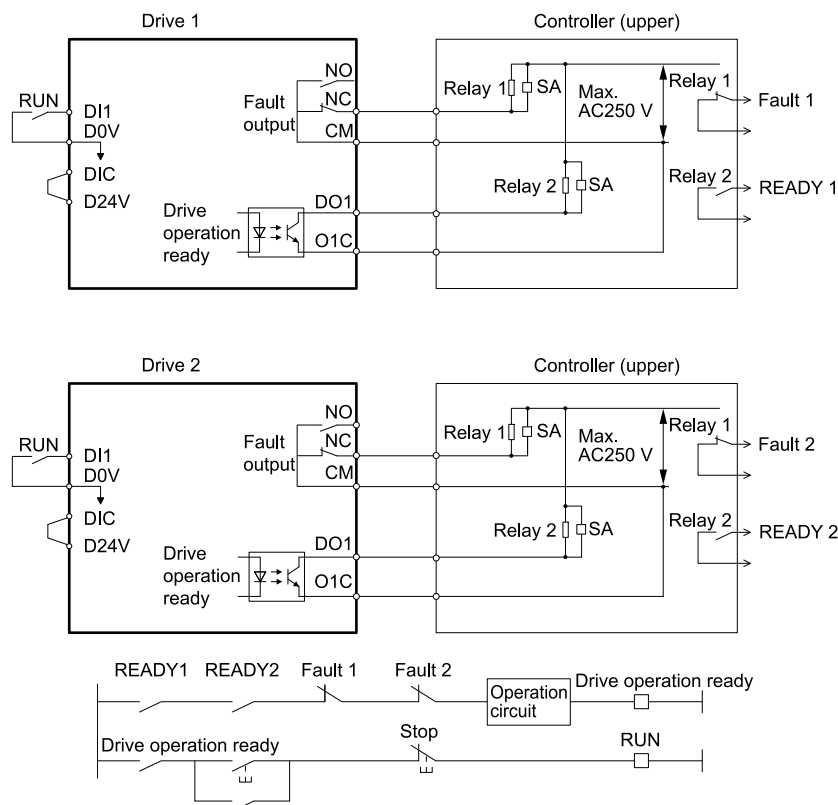 Drive 1
Controller (upper)
RUN
DI1
D0V
DIC
D24V
Fault
output
NO
NC
CM
Drive
operation
ready
DO1
O1C
Relay 1
SA
Max.
AC250 V
Relay 2
SA
Relay 1
Fault 1
Relay 2
READY 1
Drive 2
Controller (upper)
RUN
DI1
D0V
DIC
D24V
Fault
output
NO
NC
CM
Drive
operation
ready
DO1
O1C
Relay 1
SA
Max.
AC250 V
Relay 2
SA
Relay 1
Fault 2
Relay 2
READY 2
READY1
READY2
Fault 1
Fault 2
Operation
circuit
Drive operation ready
Drive operation ready
Stop
RUN